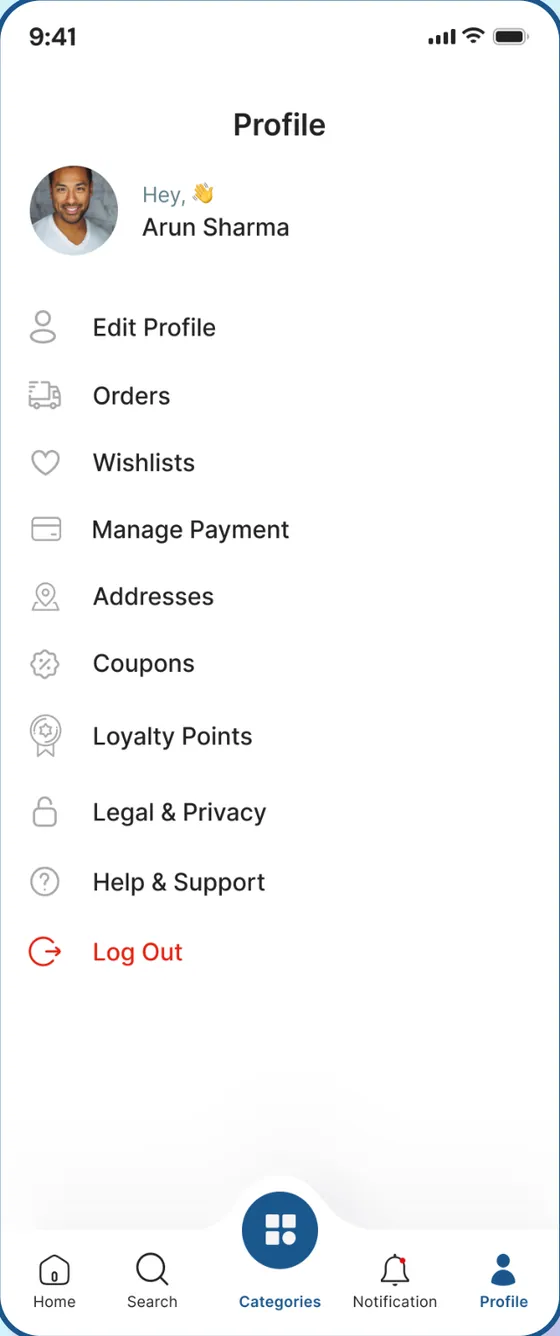 9:41
Profile
Hey, 👋
Arun Sharma
Edit Profile
Orders
Wishlists
Manage Payment
Addresses
Coupons
Loyalty Points
Legal & Privacy
Help & Support
Log Out
Home
Search
Categories
Notification
Profile